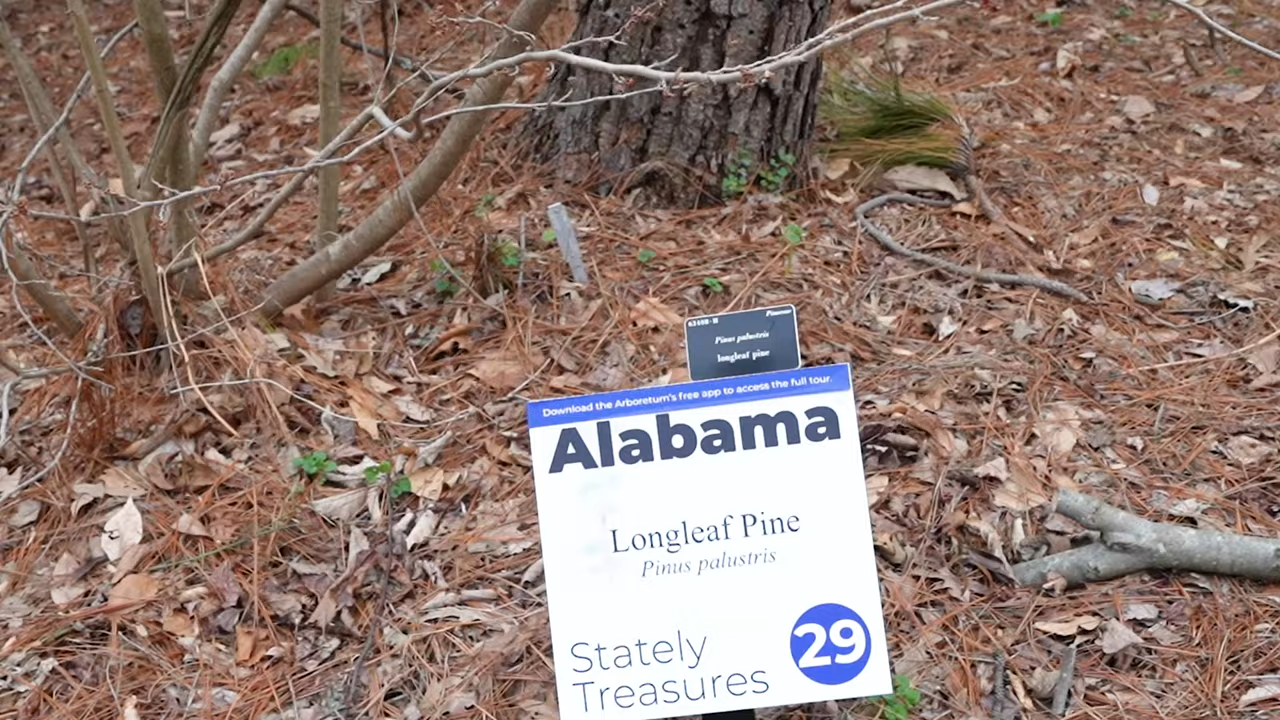 63408-H Pinaceae
Pinus palustris
longleaf pine
Download the Arboretum's free app to access the full tour.
Alabama
Longleaf Pine
Pinus palustris
Stately
Treasures
29